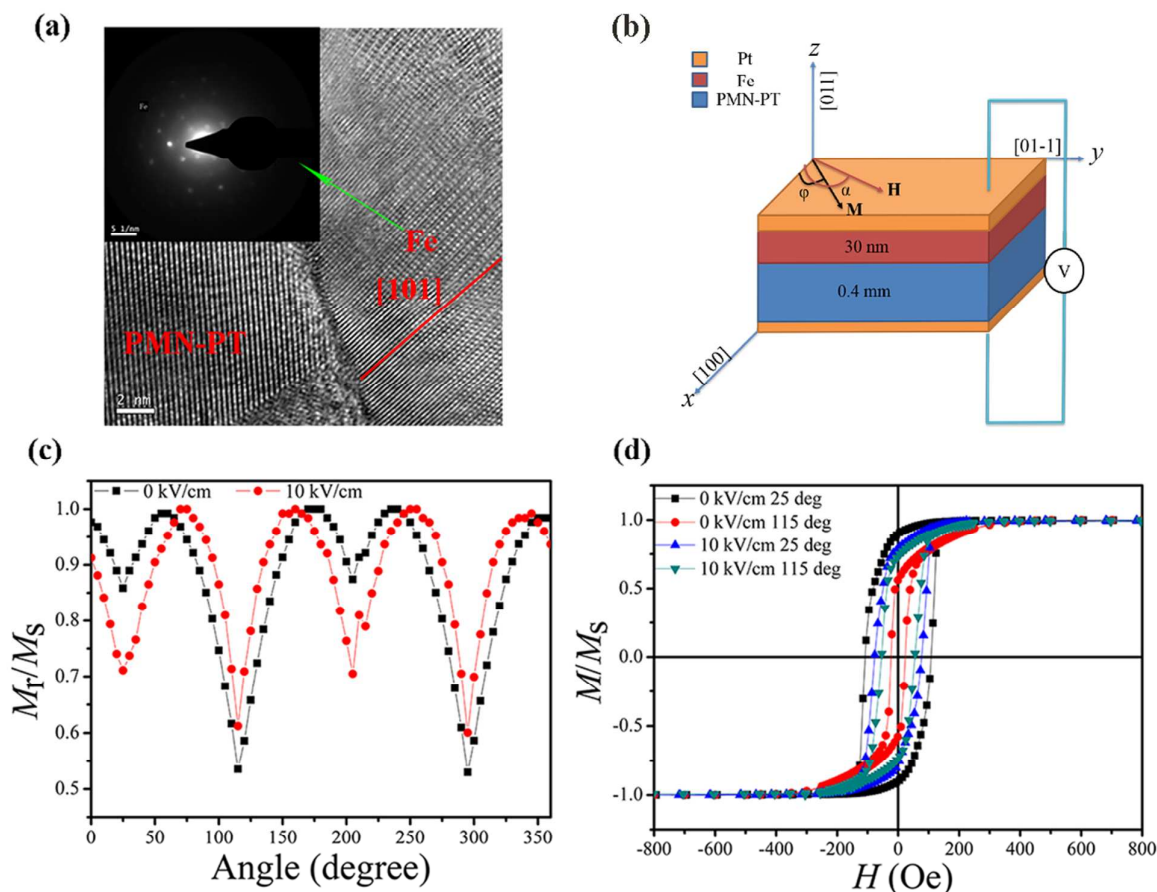 (a)
Fe
5 1/nm
Fe
[101]
PMN-PT
2 nm
(b)
Pt
Fe
PMN-PT
z
[110]
[01-1]
y
φ
α
H
M
30 nm
0.4 mm
V
[100]
x
(c)
0 kV/cm
10 kV/cm
Mr/MS
1.0
0.9
0.8
0.7
0.6
0.5
0 50 100 150 200 250 300 350
Angle (degree)
(d)
0 kV/cm 25 deg
0 kV/cm 115 deg
10 kV/cm 25 deg
10 kV/cm 115 deg
M/MS
1.0
0.5
0.0
-0.5
-1.0
-800 -400 -200 0 200 400 600 800
H (Oe)